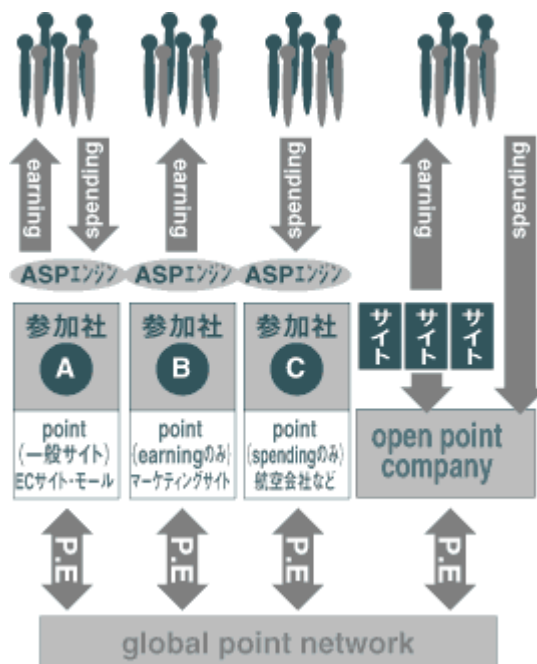 earning
spending
earning
spending
earning
spending
ASPエンジン
ASPエンジン
ASPエンジン
参加社
A
参加社
B
参加社
C
サイト
サイト
サイト
point
(一般サイト)
ECサイト・モール
point
(earningのみ)
マーケティングサイト
point
(spendingのみ)
航空会社など
open point
company
P.E
P.E
P.E
P.E
global point network